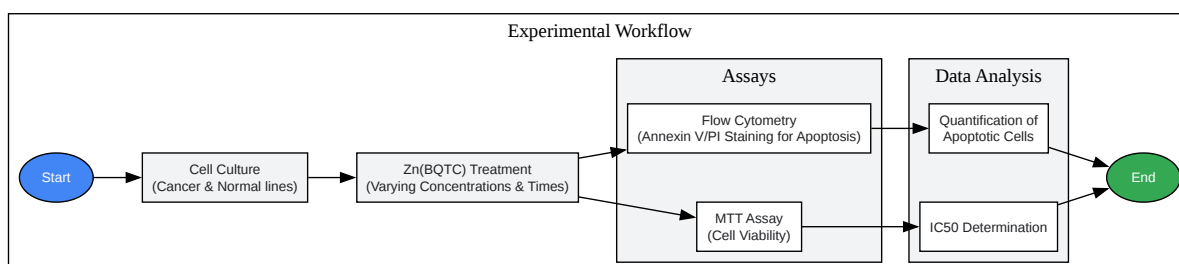 Experimental Workflow
Assays
Data Analysis
Flow Cytometry
(Annexin V/PI Staining for Apoptosis)
Quantification of
Apoptotic Cells
Start
Cell Culture
(Cancer & Normal lines)
Zn(BQTC) Treatment
(Varying Concentrations & Times)
End
MTT Assay
(Cell Viability)
IC50 Determination